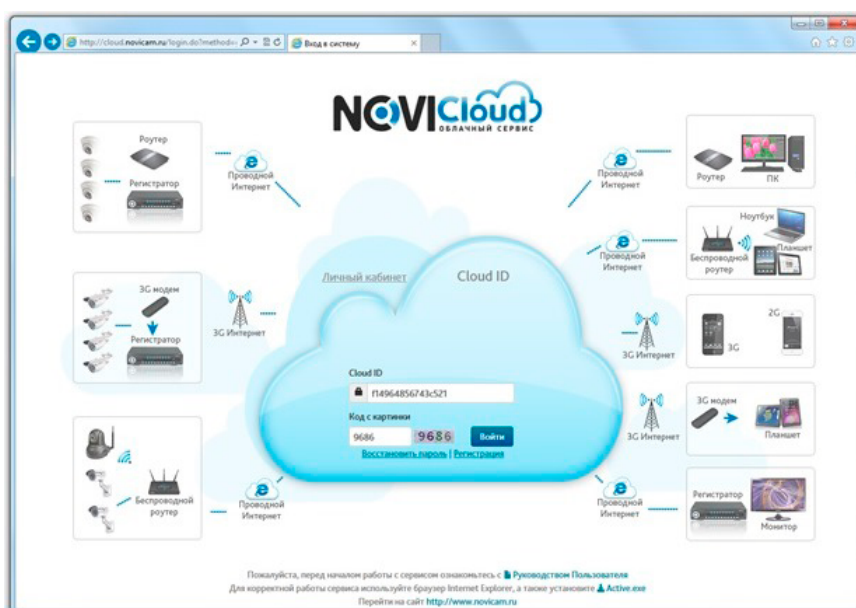 http://cloud.novicam.ru/login.do?method=
Вход в систему
NOVICloud
ОБЛАЧНЫЙ СЕРВИС
Роутер
Регистратор
Проводной
Интернет
3G модем
Регистратор
3G Интернет
Беспроводной
роутер
Проводной
Интернет
Личный кабинет
Cloud ID
Cloud ID
f14964856743c521
Код с картинки
9686
9686
Войти
Восстановить пароль | Регистрация
Проводной
Интернет
Роутер
ПК
Проводной
Интернет
Ноутбук
Планшет
Беспроводной
роутер
3G Интернет
3G
2G
3G Интернет
3G модем
Планшет
Проводной
Интернет
Регистратор
Монитор
Пожалуйста, перед началом работы с сервисом ознакомьтесь с Руководством Пользователя
Для корректной работы сервиса используйте браузер Internet Explorer, а также установите Active.exe
Перейти на сайт http://www.novicam.ru